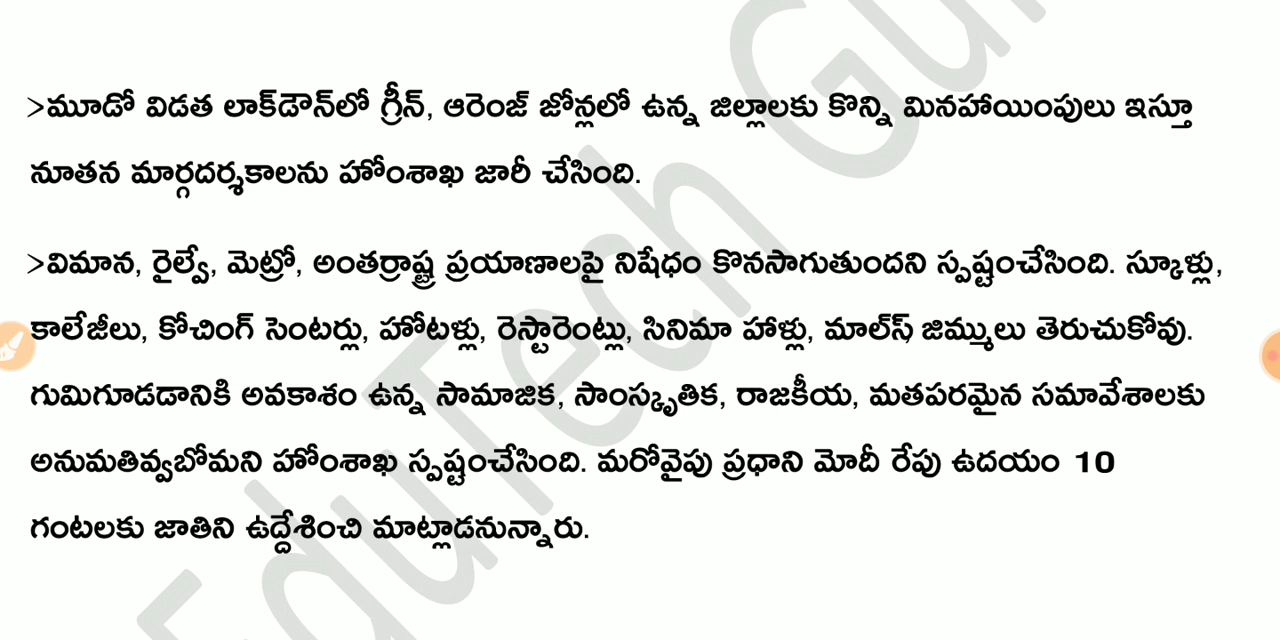 >మూడో విడత లాక్‌డౌన్‌లో గ్రీన్, ఆరెంజ్ జోన్లలో ఉన్న జిల్లాలకు కొన్ని మినహాయింపులు ఇస్తూ
నూతన మార్గదర్శకాలను హోంశాఖ జారీ చేసింది.
>విమాన, రైల్వే, మెట్రో, అంతర్రాష్ట్ర ప్రయాణాలపై నిషేధం కొనసాగుతుందని స్పష్టంచేసింది. స్కూళ్లు,
కాలేజీలు, కోచింగ్ సెంటర్లు, హోటళ్లు, రెస్టారెంట్లు, సినిమా హాళ్లు, మాల్స్, జిమ్ములు తెరుచుకోవు.
గుమిగూడడానికి అవకాశం ఉన్న సామాజిక, సాంస్కృతిక, రాజకీయ, మతపరమైన సమావేశాలకు
అనుమతివ్వబోమని హోంశాఖ స్పష్టంచేసింది. మరోవైపు ప్రధాని మోదీ రేపు ఉదయం 10
గంటలకు జాతిని ఉద్దేశించి మాట్లాడనున్నారు.
EduTech Gur